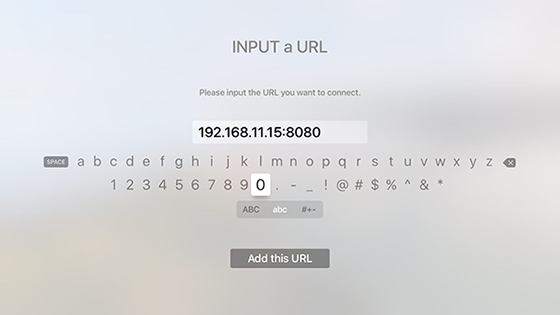 INPUT a URL
Please input the URL you want to connect.
192.168.11.15:8080
SPACE a b c d e f g h i j k l m n o p q r s t u v w x y z
1 2 3 4 5 6 7 8 9 0 . - _ ! @ # $ % ^ & *
ABC abc #+-
Add this URL